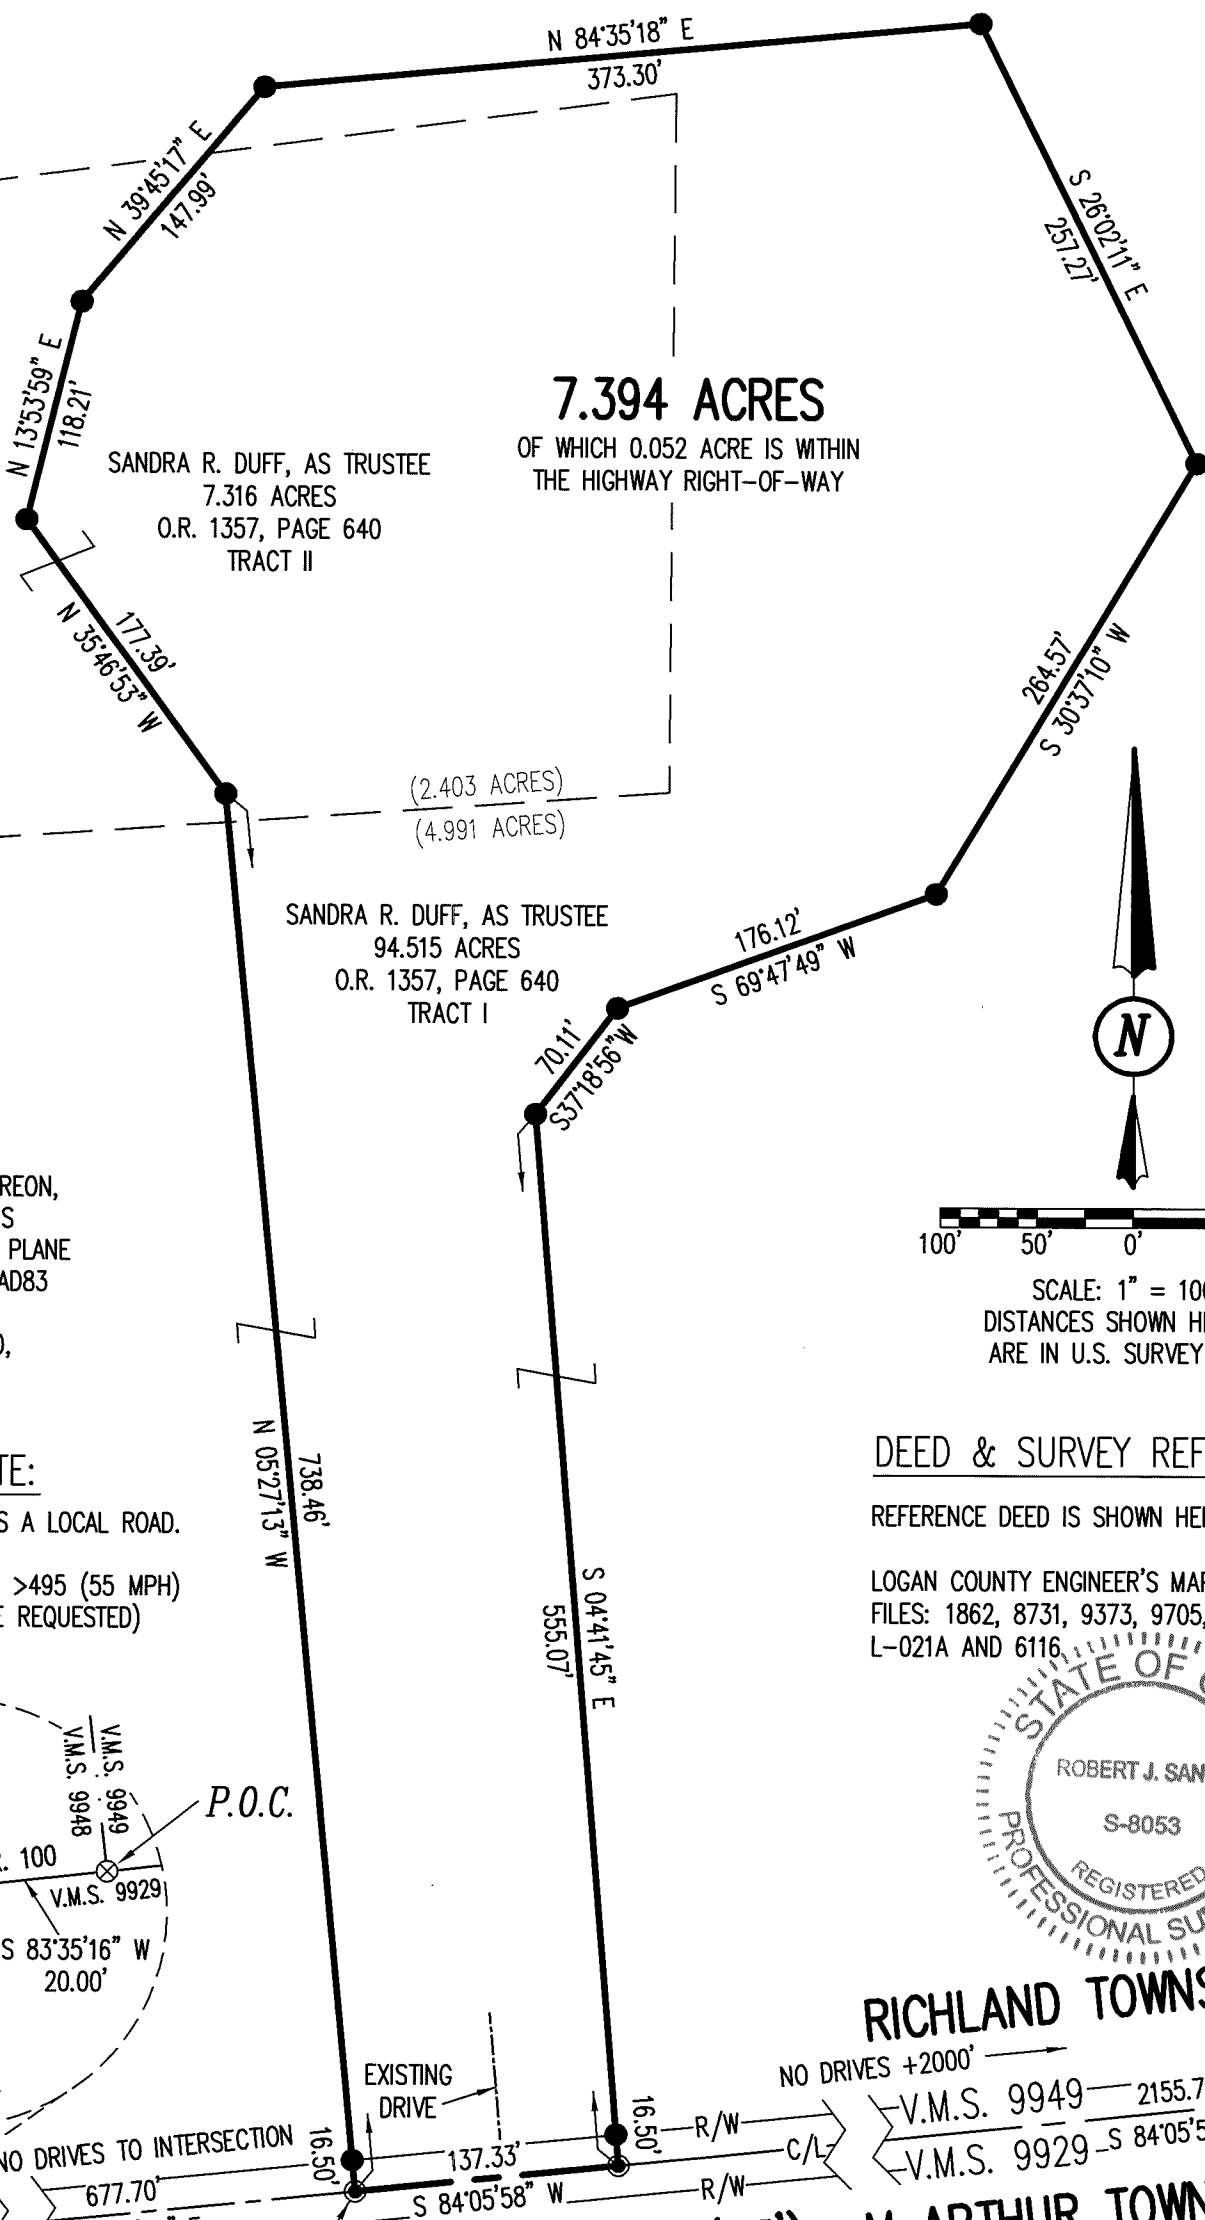 N 84°35'18" E
373.30'
N 39°45'17" E
147.99'
S 26°02'11" E
257.27'
N 13°53'59" E
118.21'
7.394 ACRES
OF WHICH 0.052 ACRE IS WITHIN
THE HIGHWAY RIGHT-OF-WAY
SANDRA R. DUFF, AS TRUSTEE
7.316 ACRES
O.R. 1357, PAGE 640
TRACT II
177.39'
N 35°46'53" W
264.57'
S 30°37'10" W
(2.403 ACRES)
(4.991 ACRES)
SANDRA R. DUFF, AS TRUSTEE
94.515 ACRES
O.R. 1357, PAGE 640
TRACT I
176.12'
S 69°47'49" W
70.11'
S37°18'56"W
N
REON,
S
PLANE
AD83
),
100' 50' 0'
SCALE: 1" = 10
DISTANCES SHOWN H
ARE IN U.S. SURVEY
TE:
S A LOCAL ROAD.
>495 (55 MPH)
REQUESTED)
738.46'
N 05°27'13" W
S 04°41'45" E
555.07'
DEED & SURVEY REF
REFERENCE DEED IS SHOWN HE
LOGAN COUNTY ENGINEER'S MAP
FILES: 1862, 8731, 9373, 9705,
L-021A AND 6116.
STATE OF
ROBERT J. SAN
S-8053
REGISTERED
PROFESSIONAL SU
V.M.S. 9949
V.M.S. 9948
P.O.C.
. 100
V.M.S. 9929
S 83°35'16" W
20.00'
RICHLAND TOWNS
NO DRIVES +2000'
EXISTING
DRIVE
V.M.S. 9949 2155.7
V.M.S. 9929 S 84°05'5
NO DRIVES TO INTERSECTION
16.50'
137.33'
16.50'
R/W
C/L
R/W
677.70'
S 84°05'58" W
ARTHUR TOWN